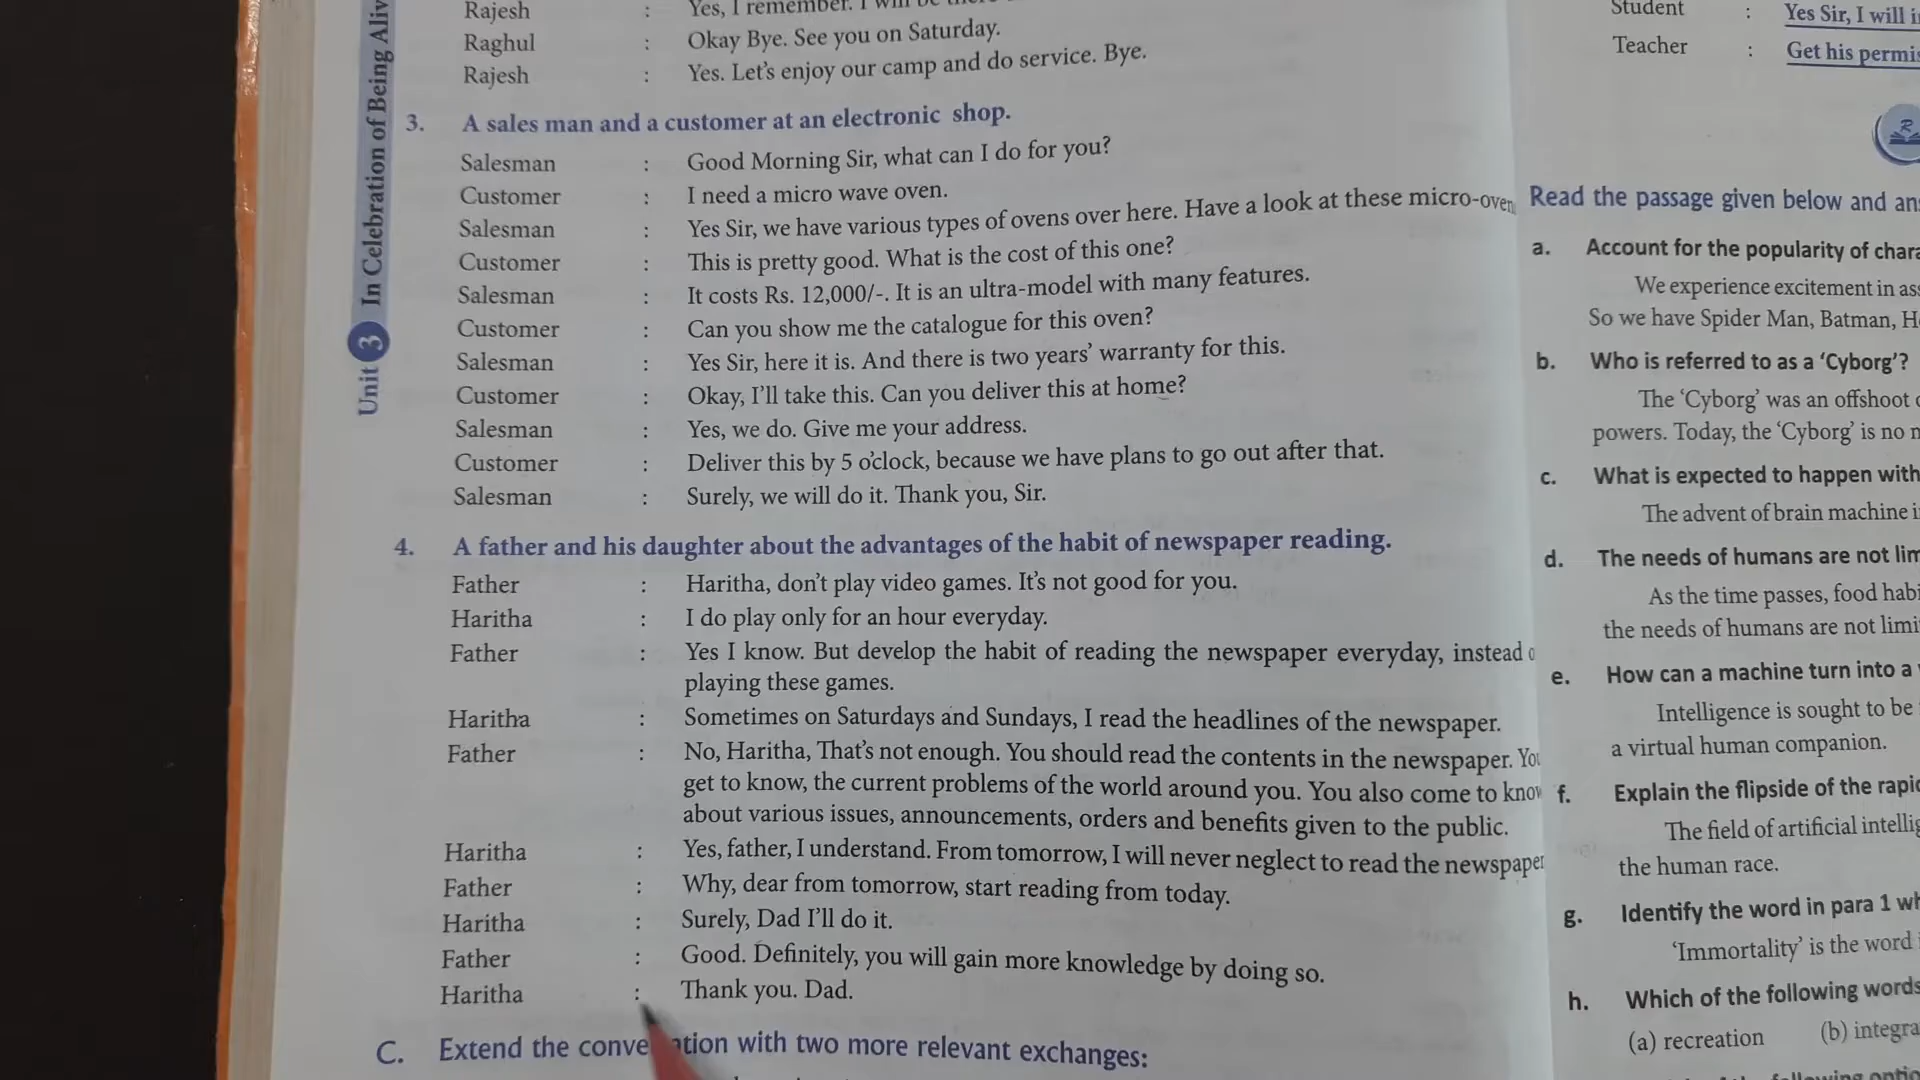 Unit 3 In Celebration of Being Aliv
Rajesh : Yes, I remember. I will be
Raghul : Okay Bye. See you on Saturday.
Rajesh : Yes. Let's enjoy our camp and do service. Bye.
3. A sales man and a customer at an electronic shop.
Salesman : Good Morning Sir, what can I do for you?
Customer : I need a micro wave oven.
Salesman : Yes Sir, we have various types of ovens over here. Have a look at these micro-oven
Customer : This is pretty good. What is the cost of this one?
Salesman : It costs Rs. 12,000/-. It is an ultra-model with many features.
Customer : Can you show me the catalogue for this oven?
Salesman : Yes Sir, here it is. And there is two years' warranty for this.
Customer : Okay, I'll take this. Can you deliver this at home?
Salesman : Yes, we do. Give me your address.
Customer : Deliver this by 5 o'clock, because we have plans to go out after that.
Salesman : Surely, we will do it. Thank you, Sir.
4. A father and his daughter about the advantages of the habit of newspaper reading.
Father : Haritha, don't play video games. It's not good for you.
Haritha : I do play only for an hour everyday.
Father : Yes I know. But develop the habit of reading the newspaper everyday, instead o
playing these games.
Haritha : Sometimes on Saturdays and Sundays, I read the headlines of the newspaper.
Father : No, Haritha, That's not enough. You should read the contents in the newspaper. You
get to know, the current problems of the world around you. You also come to know
about various issues, announcements, orders and benefits given to the public.
Haritha : Yes, father, I understand. From tomorrow, I will never neglect to read the newspaper
Father : Why, dear from tomorrow, start reading from today.
Haritha : Surely, Dad I'll do it.
Father : Good. Definitely, you will gain more knowledge by doing so.
Haritha : Thank you. Dad.
C. Extend the conve ation with two more relevant exchanges:
Student : Yes Sir, I will i
Teacher : Get his permis
Read the passage given below and an
a. Account for the popularity of chara
We experience excitement in as
So we have Spider Man, Batman, H
b. Who is referred to as a 'Cyborg'?
The 'Cyborg' was an offshoot o
powers. Today, the 'Cyborg' is no m
c. What is expected to happen with
The advent of brain machine i
d. The needs of humans are not lim
As the time passes, food habi
the needs of humans are not limi
e. How can a machine turn into a
Intelligence is sought to be
a virtual human companion.
f. Explain the flipside of the rapid
The field of artificial intellig
the human race.
g. Identify the word in para 1 wh
'Immortality' is the word
h. Which of the following words
(a) recreation (b) integra